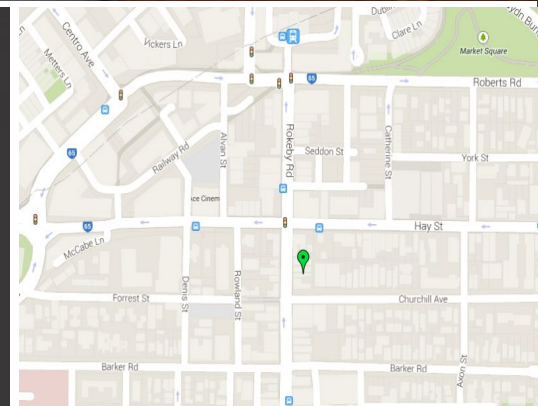 Clare Ln
Vickers Ln
Centro Ave
Metters Ln
Market Square
Roberts Rd
65
65
65
Railway Rd
Alvan St
Rokeby Rd
Seddon St
Catherine St
York St
Hay St
McCabe Ln
Denis St
Rowland St
Forrest St
Churchill Ave
Barker Rd
Barker Rd
Axon St